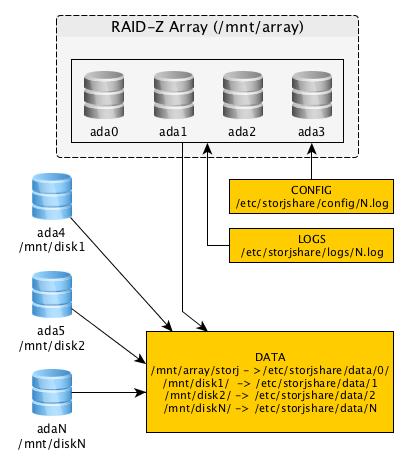 RAID-Z Array (/mnt/array)
ada0
ada1
ada2
ada3
CONFIG
/etc/storjshare/config/N.log
LOGS
/etc/storjshare/logs/N.log
ada4
/mnt/disk1
ada5
/mnt/disk2
adaN
/mnt/diskN
DATA
/mnt/array/storj - >/etc/storjshare/data/0/
/mnt/disk1/ -> /etc/storjshare/data/1
/mnt/disk2/ -> /etc/storjshare/data/2
/mnt/diskN/ -> /etc/storjshare/data/N